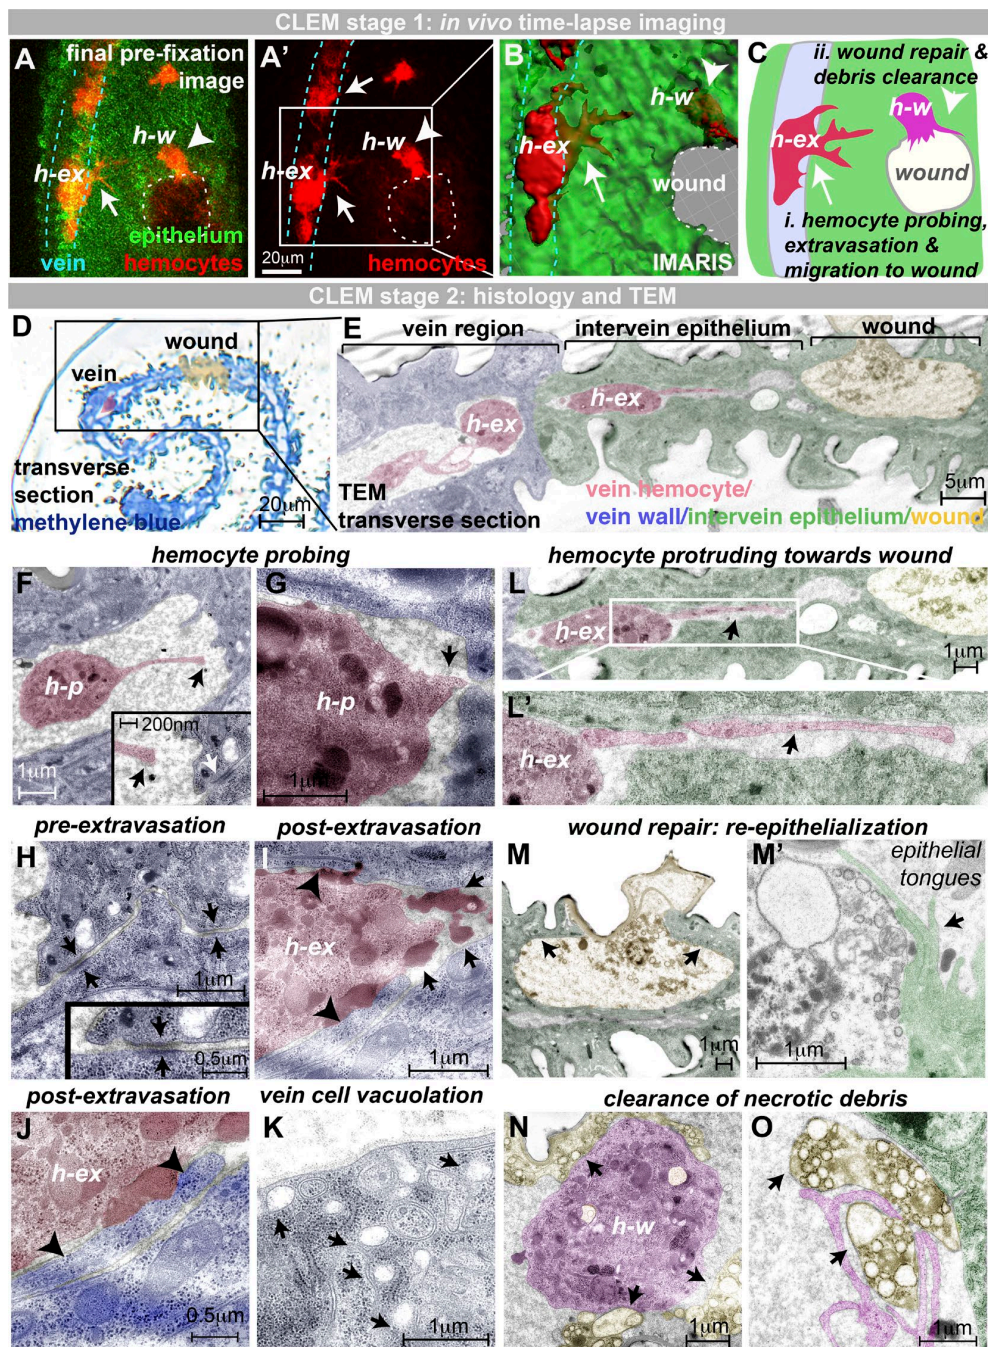 CLEM stage 1: in vivo time-lapse imaging
A
final pre-fixation
image
h-w
h-ex
epithelium
vein hemocytes
A'
h-w
h-ex
20μm
hemocytes
B
h-w
h-ex
wound
IMARIS
C
ii. wound repair &
debris clearance
h-w
h-ex
wound
i. hemocyte probing,
extravasation &
migration to wound
CLEM stage 2: histology and TEM
D
wound
vein
transverse
section
methylene blue
20μm
E
vein region
intervein epithelium
wound
h-ex
h-ex
TEM
transverse section
vein hemocyte/
vein wall/intervein epithelium/wound
5μm
hemocyte probing
F
h-p
200nm
1μm
G
h-p
1μm
hemocyte protruding towards wound
L
h-ex
1μm
L'
h-ex
1μm
pre-extravasation
H
1μm
0.5μm
post-extravasation
I
h-ex
1μm
wound repair: re-epithelialization
M
1μm
M'
epithelial
tongues
1μm
post-extravasation
J
h-ex
0.5μm
vein cell vacuolation
K
1μm
clearance of necrotic debris
N
h-w
1μm
O
1μm